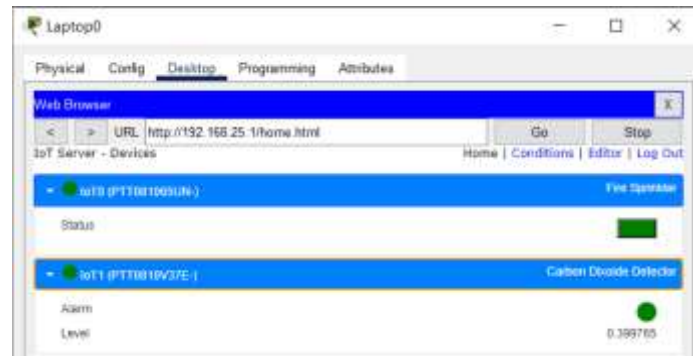 Laptop0
Physical Config Desktop Programming Attributes
Web Browser X
< > URL http://192.168.25.1/home.html Go Stop
IoT Server - Devices Home | Conditions | Editor | Log Out
IoT0 Fire Sprinkler
Status
IoT1 Carbon Dioxide Detector
Alarm
Level 0.399765